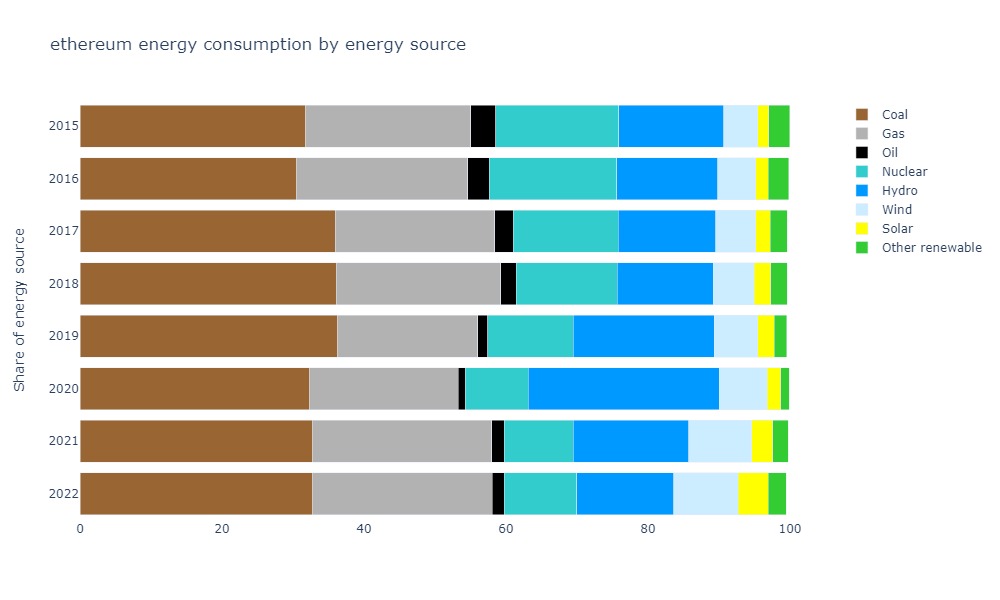 ethereum energy consumption by energy source
Share of energy source
2015
2016
2017
2018
2019
2020
2021
2022
0 20 40 60 80 100
Coal
Gas
Oil
Nuclear
Hydro
Wind
Solar
Other renewable